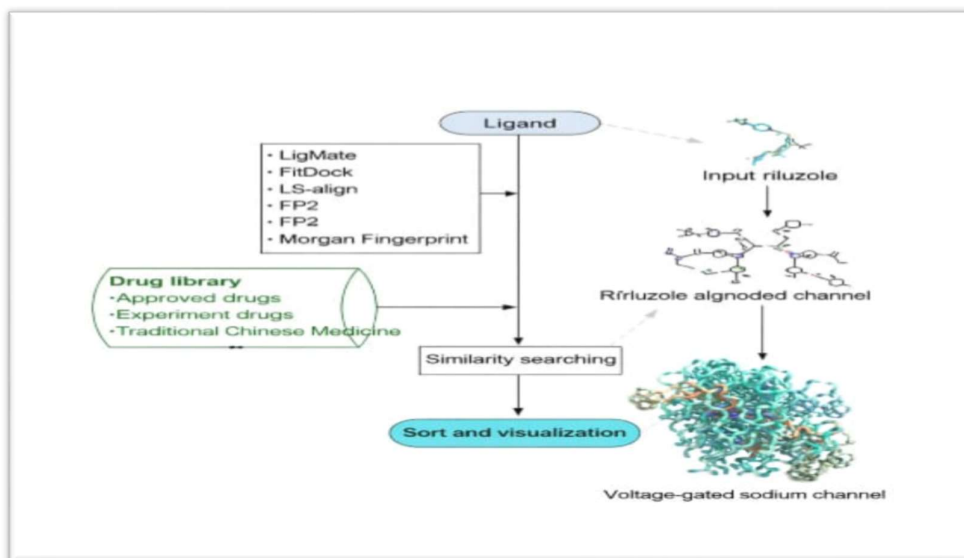 Ligand
· LigMate
· FitDock
· LS-align
· FP2
· FP2
· Morgan Fingerprint
Input riluzole
Drug library
·Approved drugs
·Experiment drugs
·Traditional Chinese Medicine
Rírluzole algnoded channel
Similarity searching
Sort and visualization
Voltage-gated sodium channel